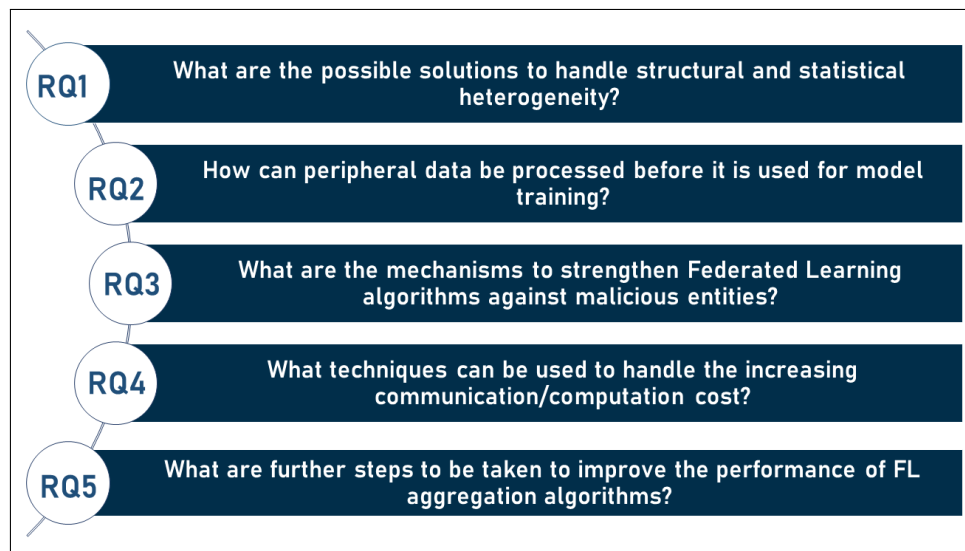 RQ1
What are the possible solutions to handle structural and statistical
heterogeneity?
RQ2
How can peripheral data be processed before it is used for model
training?
RQ3
What are the mechanisms to strengthen Federated Learning
algorithms against malicious entities?
RQ4
What techniques can be used to handle the increasing
communication/computation cost?
RQ5
What are further steps to be taken to improve the performance of FL
aggregation algorithms?